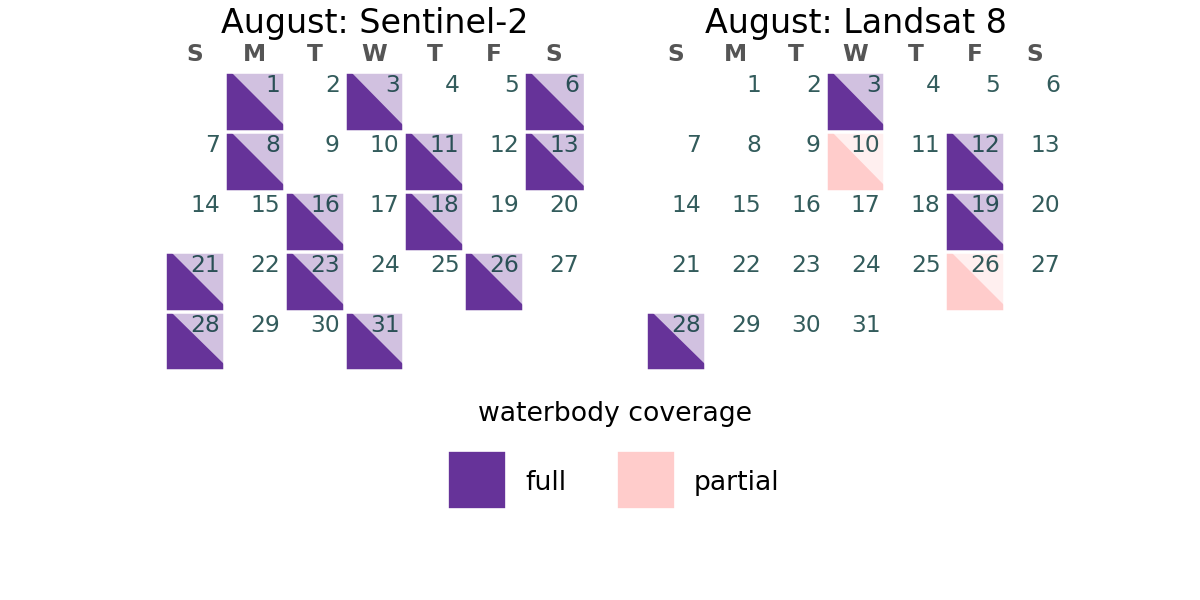 August: Sentinel-2
S M T W T F S
1 2 3 4 5 6
7 8 9 10 11 12 13
14 15 16 17 18 19 20
21 22 23 24 25 26 27
28 29 30 31
August: Landsat 8
S M T W T F S
1 2 3 4 5 6
7 8 9 10 11 12 13
14 15 16 17 18 19 20
21 22 23 24 25 26 27
28 29 30 31
waterbody coverage
full
partial